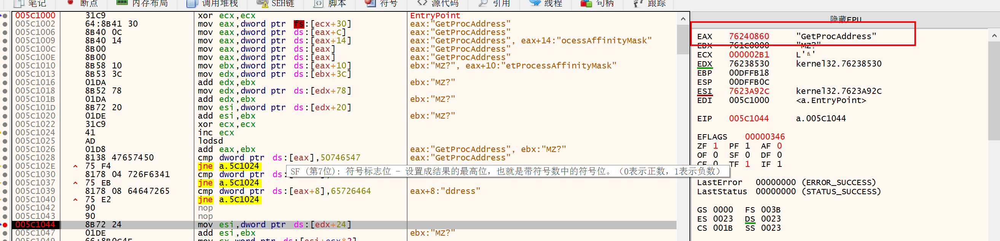 笔记 断点 内存布局 调用堆栈 SEH链 脚本 符号 源代码 引用 线程 句柄 跟踪
005C1000 31C9 xor ecx,ecx EntryPoint
005C1002 64:8B41 30 mov eax,dword ptr fs:[ecx+30] eax:"GetProcAddress"
005C1006 8B40 0C mov eax,dword ptr ds:[eax+C] eax:"GetProcAddress"
005C1009 8B40 14 mov eax,dword ptr ds:[eax+14] eax:"GetProcAddress", eax+14:"ocessAffinityMask"
005C100C 8B00 mov eax,dword ptr ds:[eax] eax:"GetProcAddress"
005C100E 8B00 mov eax,dword ptr ds:[eax] eax:"GetProcAddress"
005C1010 8B58 10 mov ebx,dword ptr ds:[eax+10] ebx:"MZ?", eax+10:"etProcessAffinityMask"
005C1013 8B53 3C mov edx,dword ptr ds:[ebx+3C]
005C1016 01DA add edx,ebx ebx:"MZ?"
005C1018 8B52 78 mov edx,dword ptr ds:[edx+78]
005C101B 01DA add edx,ebx ebx:"MZ?"
005C101D 8B72 20 mov esi,dword ptr ds:[edx+20]
005C1020 01DE add esi,ebx ebx:"MZ?"
005C1022 31C9 xor ecx,ecx
005C1024 41 inc ecx
005C1025 AD lodsd
005C1026 01D8 add eax,ebx eax:"GetProcAddress", ebx:"MZ?"
005C1028 8138 47657450 cmp dword ptr ds:[eax],50746547 eax:"GetProcAddress"
005C102E 75 F4 jne a.5C1024
005C1030 8178 04 726F6341 cmp dword ptr ds:
005C1037 75 EB jne a.5C1024
005C1039 8178 08 64647265 cmp dword ptr ds:[eax+8],65726464 eax+8:"ddress"
005C1040 75 E2 jne a.5C1024
005C1042 90 nop
005C1043 90 nop
005C1044 8B72 24 mov esi,dword ptr ds:[edx+24]
005C1047 01DE add esi,ebx ebx:"MZ?"
005C1049 66:8B0C4E mov cx,word ptr ds:[esi+ecx*2]
SF (第7位): 符号标志位 - 设置成结果的最高位，也就是带符号数中的符号位。（0表示正数，1表示负数）
隐藏FPU
EAX 76240860 "GetProcAddress"
EBX 761C0000 "MZ?"
ECX 000002B1
EDX 76238530 kernel32.76238530
EBP 00DFFB18
ESP 00DFFB0C
ESI 7623A92C kernel32.7623A92C
EDI 005C1000 <a.EntryPoint>
EIP 005C1044 a.005C1044
EFLAGS 00000346
ZF 1 PF 1 AF 0
OF 0 SF 0 DF 0
CF 0 TF 1 IF 1
LastError 00000000 (ERROR_SUCCESS)
LastStatus 00000000 (STATUS_SUCCESS)
GS 0000 FS 003B
ES 0023 DS 0023
CS 001B SS 0023